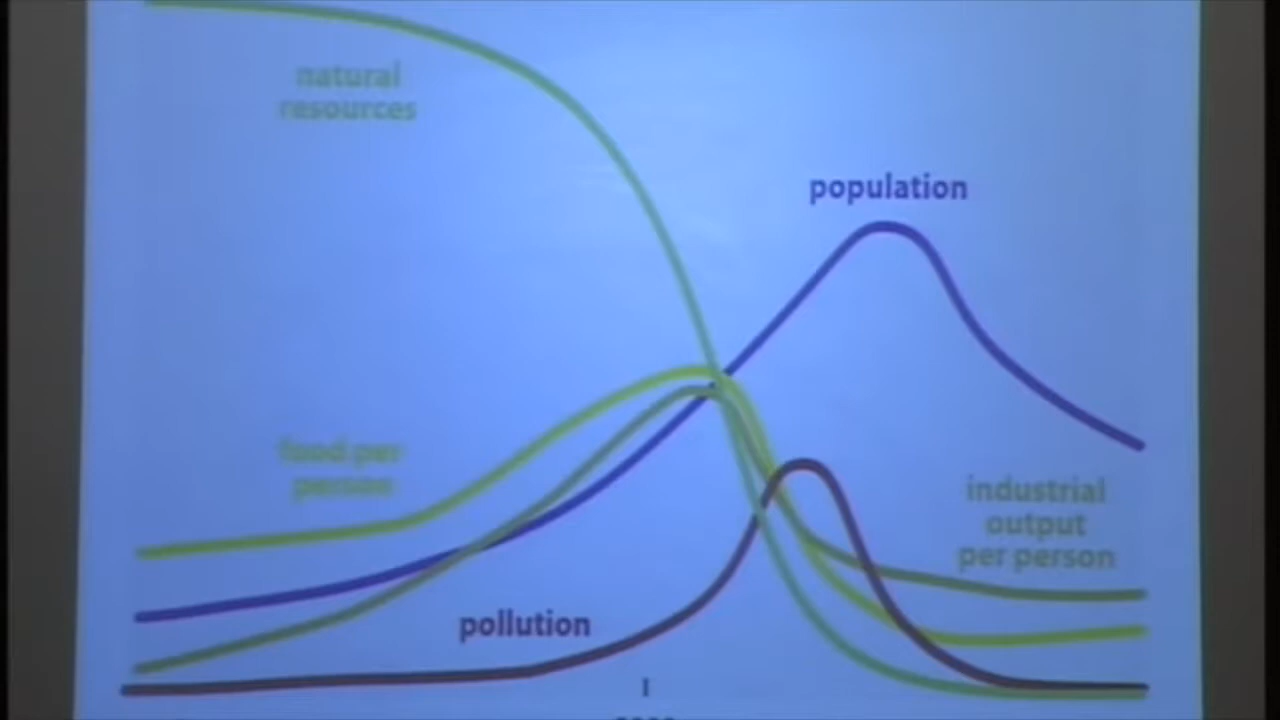 natural
resources
population
food per
person
industrial
output
per person
pollution